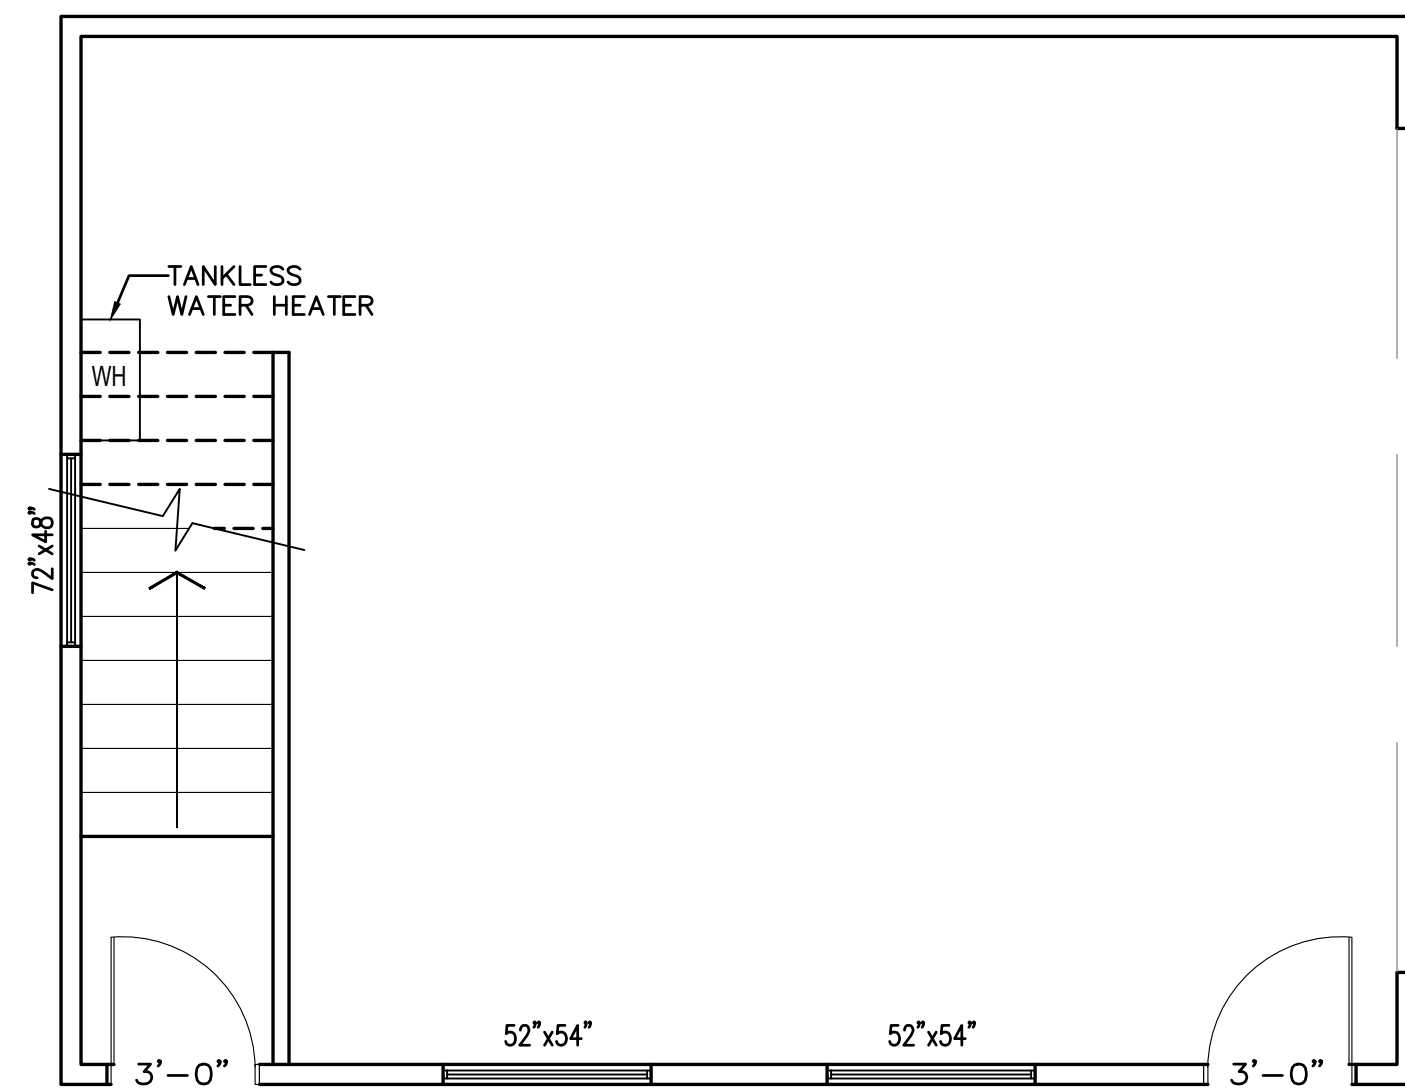 TANKLESS
WATER HEATER
WH
72"x48"
52"x54"
52"x54"
3'-0"
3'-0"